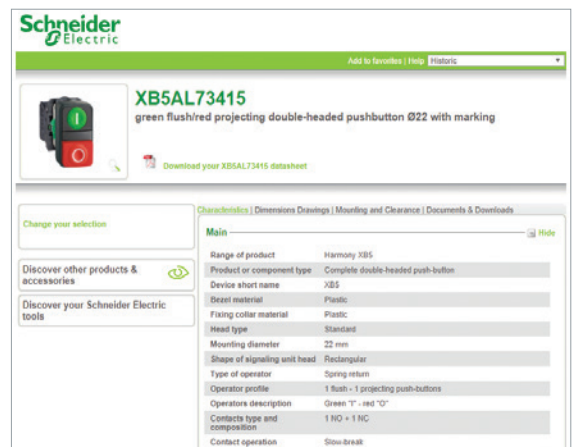 Schneider
Electric
Add to favorites | Help Historic
XB5AL73415
green flush/red projecting double-headed pushbutton Ø22 with marking
I
O
Download your XB5AL73415 datasheet
Change your selection
Characteristics | Dimensions Drawings | Mounting and Clearance | Documents & Downloads
Main
Hide
Range of product Harmony XB5
Discover other products &
accessories
Product or component type Complete double-headed push-button
Device short name XB5
Bezel material Plastic
Discover your Schneider Electric
tools
Fixing collar material Plastic
Head type Standard
Mounting diameter 22 mm
Shape of signaling unit head Rectangular
Type of operator Spring return
Operator profile 1 flush - 1 projecting push-buttons
Operators description Green "I" - red "O"
Contacts type and
composition 1 NO + 1 NC
Contact operation Slow-break